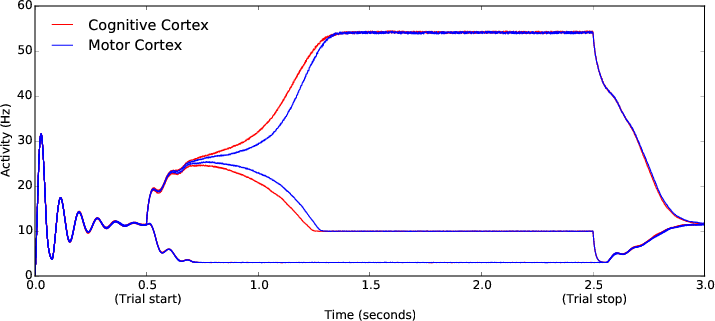 60
50
40
30
20
10
0
Activity (Hz)
Cognitive Cortex
Motor Cortex
0.0 0.5 1.0 1.5 2.0 2.5 3.0
(Trial start) (Trial stop)
Time (seconds)